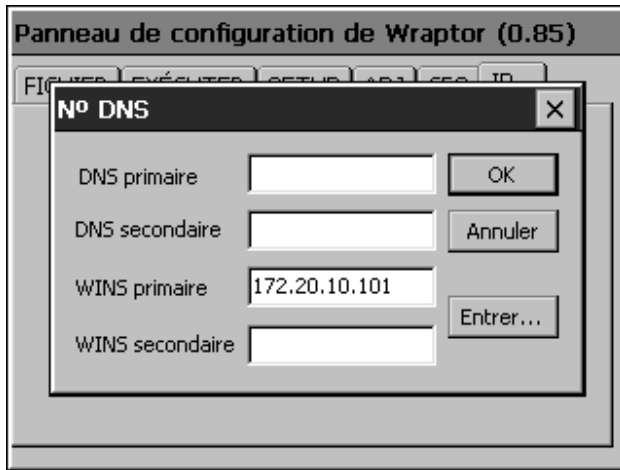 Panneau de configuration de Wraptor (0.85)
Nº DNS
DNS primaire
OK
DNS secondaire
Annuler
WINS primaire 172.20.10.101
Entrer...
WINS secondaire